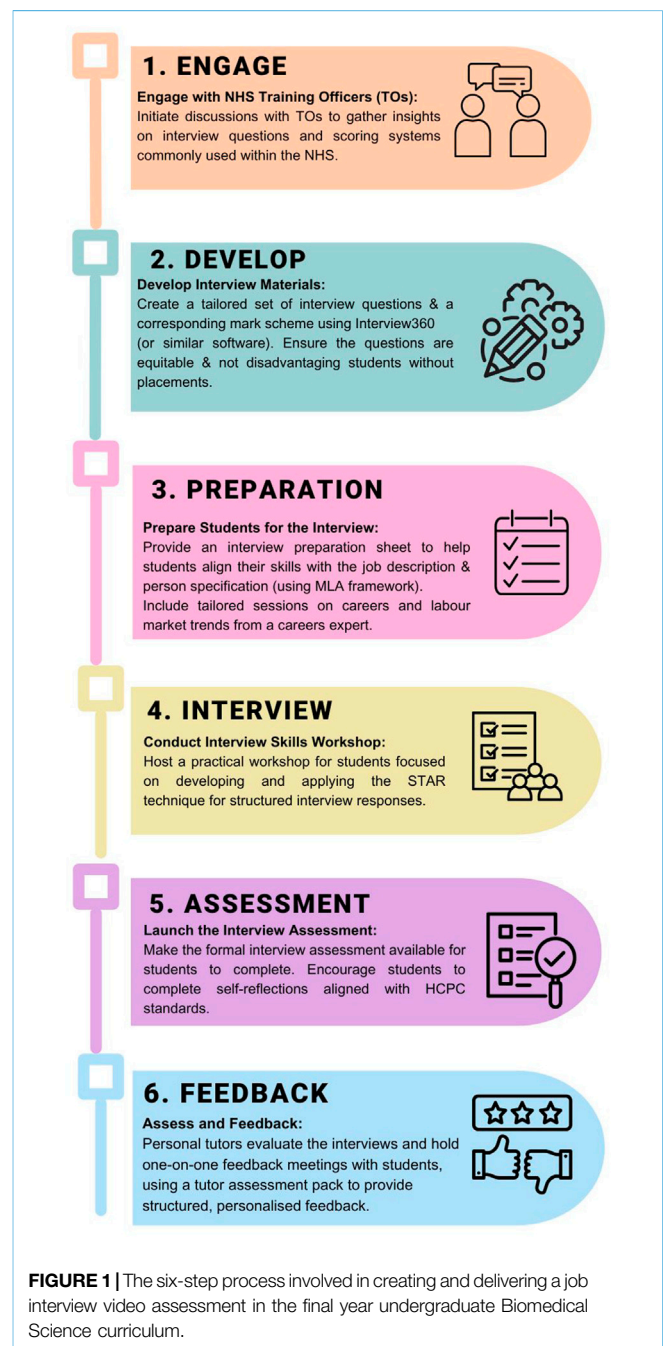 1. ENGAGE
Engage with NHS Training Officers (TOs):
Initiate discussions with TOs to gather insights
on interview questions and scoring systems
commonly used within the NHS.
2. DEVELOP
Develop Interview Materials:
Create a tailored set of interview questions & a
corresponding mark scheme using Interview360
(or similar software). Ensure the questions are
equitable & not disadvantaging students without
placements.
3. PREPARATION
Prepare Students for the Interview:
Provide an interview preparation sheet to help
students align their skills with the job description &
person specification (using MLA framework).
Include tailored sessions on careers and labour
market trends from a careers expert.
4. INTERVIEW
Conduct Interview Skills Workshop:
Host a practical workshop for students focused
on developing and applying the STAR
technique for structured interview responses.
5. ASSESSMENT
Launch the Interview Assessment:
Make the formal interview assessment available for
students to complete. Encourage students to
complete self-reflections aligned with HCPC
standards.
6. FEEDBACK
Assess and Feedback:
Personal tutors evaluate the interviews and hold
one-on-one feedback meetings with students,
using a tutor assessment pack to provide
structured, personalised feedback.
FIGURE 1 | The six-step process involved in creating and delivering a job
interview video assessment in the final year undergraduate Biomedical
Science curriculum.